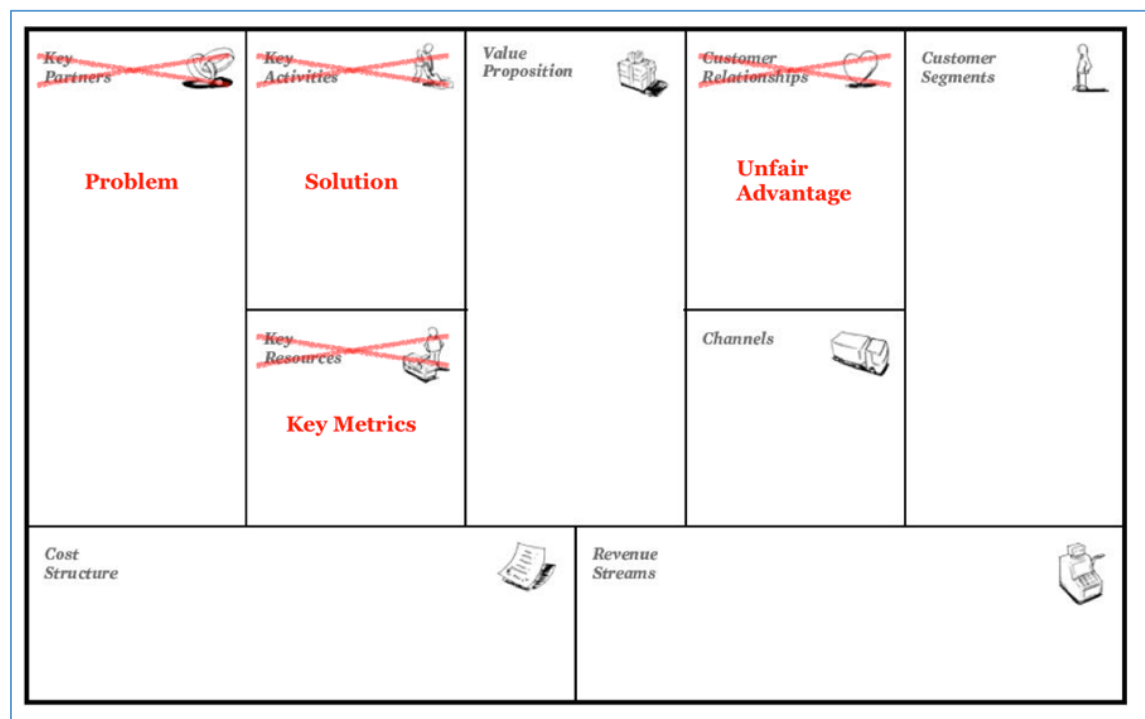 Key
Partners
Problem
Key
Activities
Solution
Key
Resources
Key Metrics
Value
Proposition
Customer
Relationships
Unfair
Advantage
Channels
Customer
Segments
Cost
Structure
Revenue
Streams